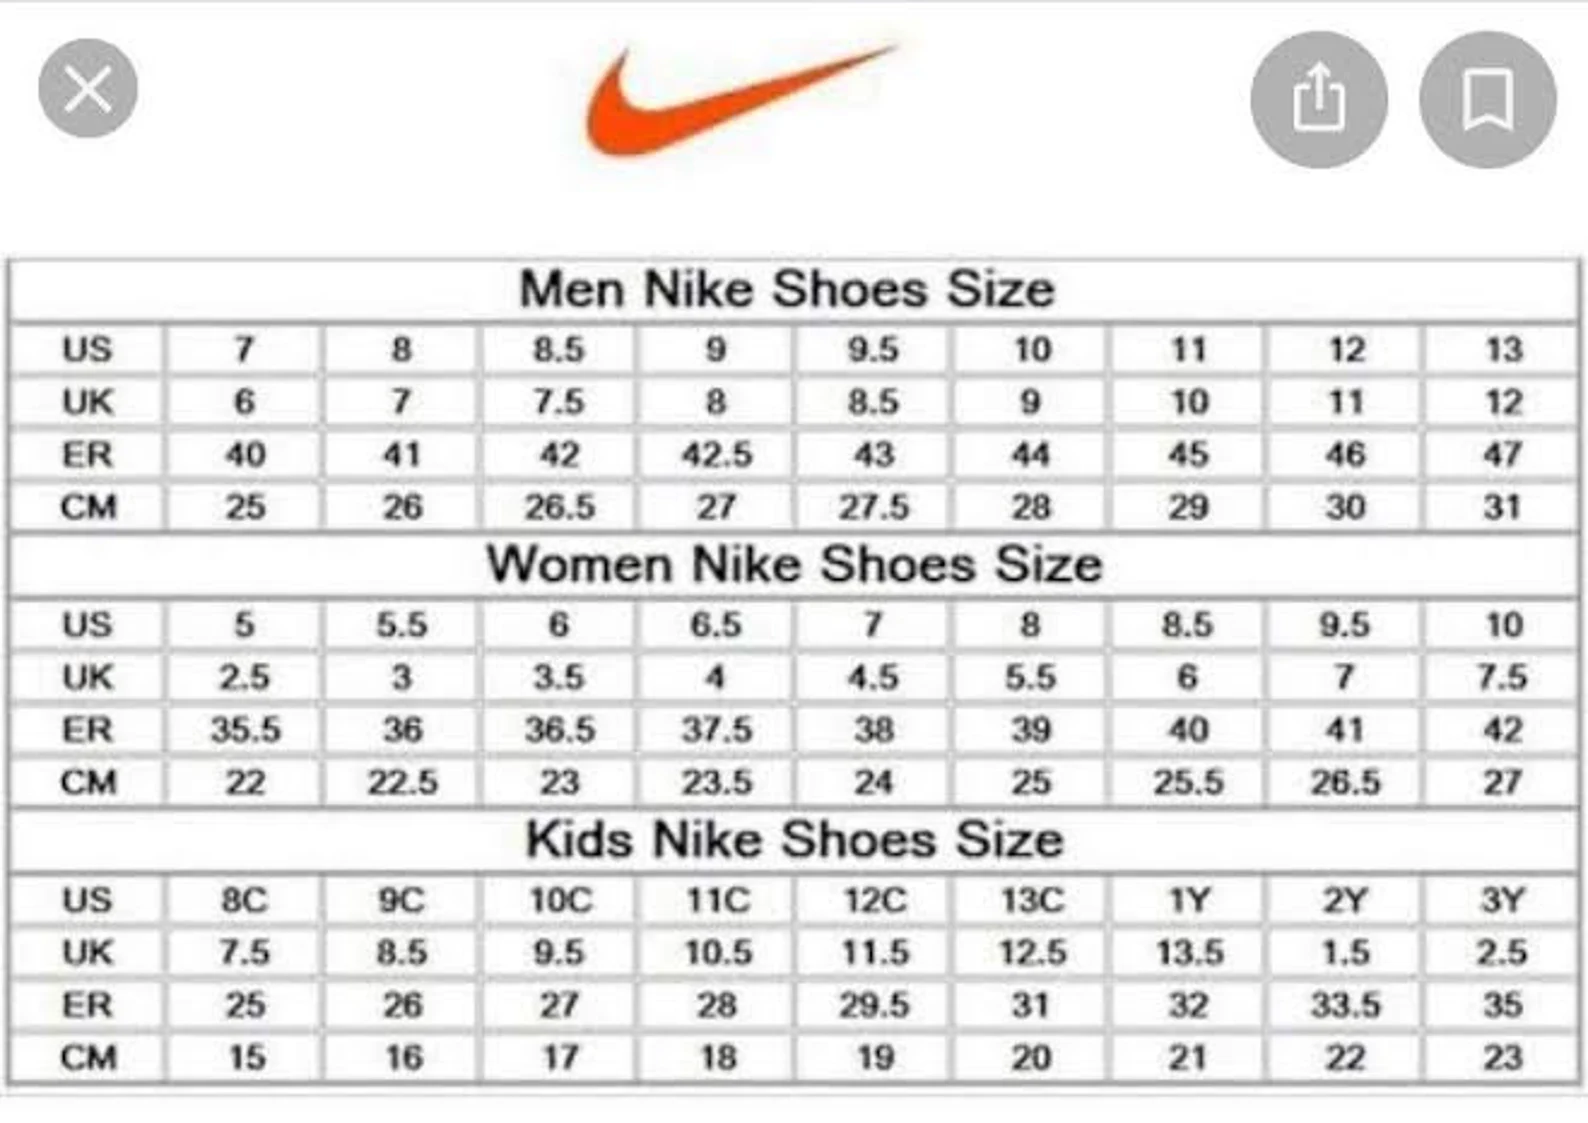 Men Nike Shoes Size
US 7 8 8.5 9 9.5 10 11 12 13
UK 6 7 7.5 8 8.5 9 10 11 12
ER 40 41 42 42.5 43 44 45 46 47
CM 25 26 26.5 27 27.5 28 29 30 31
Women Nike Shoes Size
US 5 5.5 6 6.5 7 8 8.5 9.5 10
UK 2.5 3 3.5 4 4.5 5.5 6 7 7.5
ER 35.5 36 36.5 37.5 38 39 40 41 42
CM 22 22.5 23 23.5 24 25 25.5 26.5 27
Kids Nike Shoes Size
US 8C 9C 10C 11C 12C 13C 1Y 2Y 3Y
UK 7.5 8.5 9.5 10.5 11.5 12.5 13.5 1.5 2.5
ER 25 26 27 28 29.5 31 32 33.5 35
CM 15 16 17 18 19 20 21 22 23